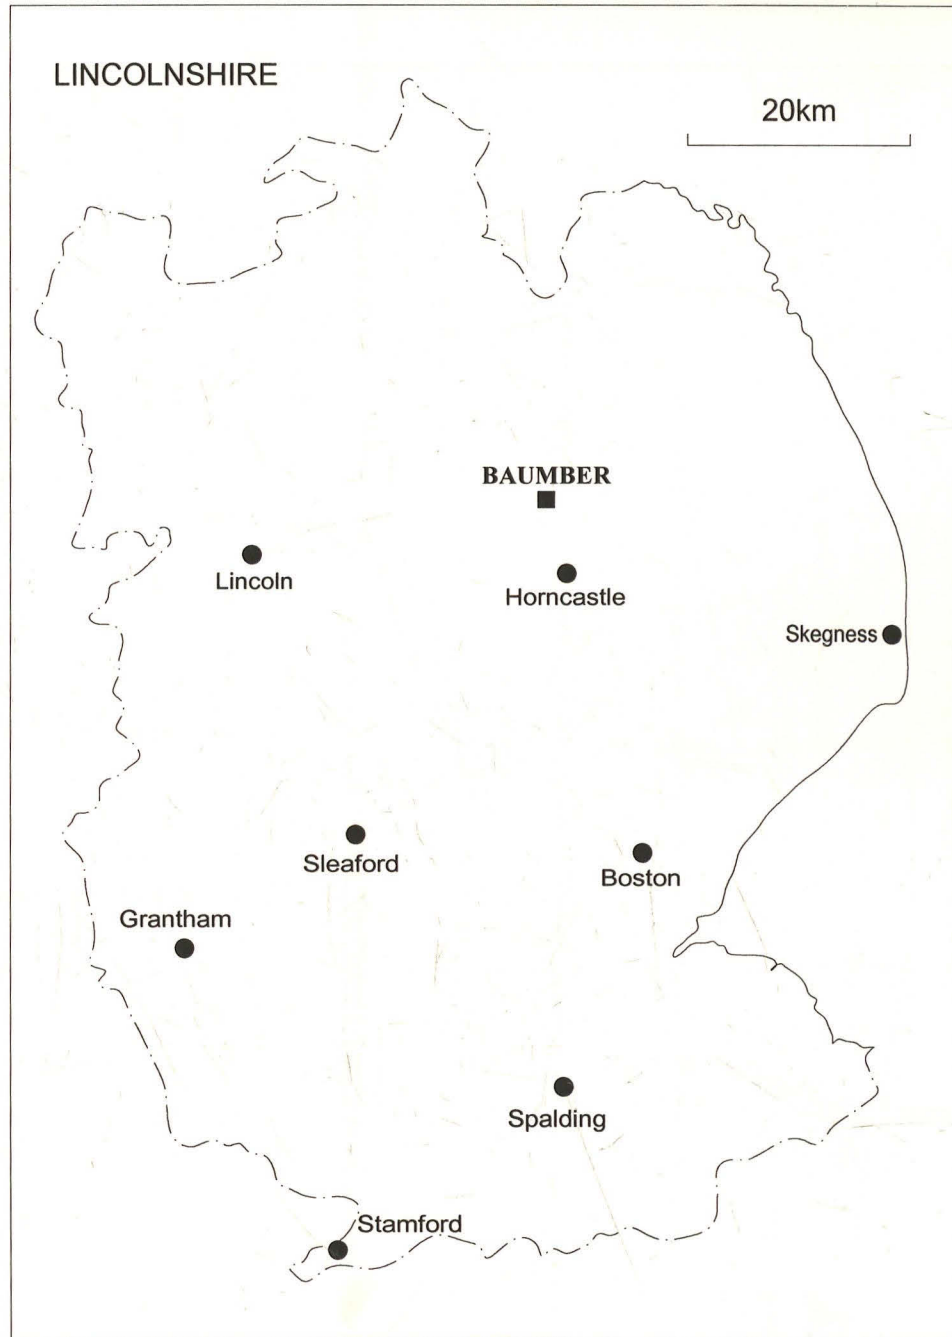 LINCOLNSHIRE
20km
BAUMBER
Lincoln
Horncastle
Skegness
Sleaford
Boston
Grantham
Spalding
Stamford